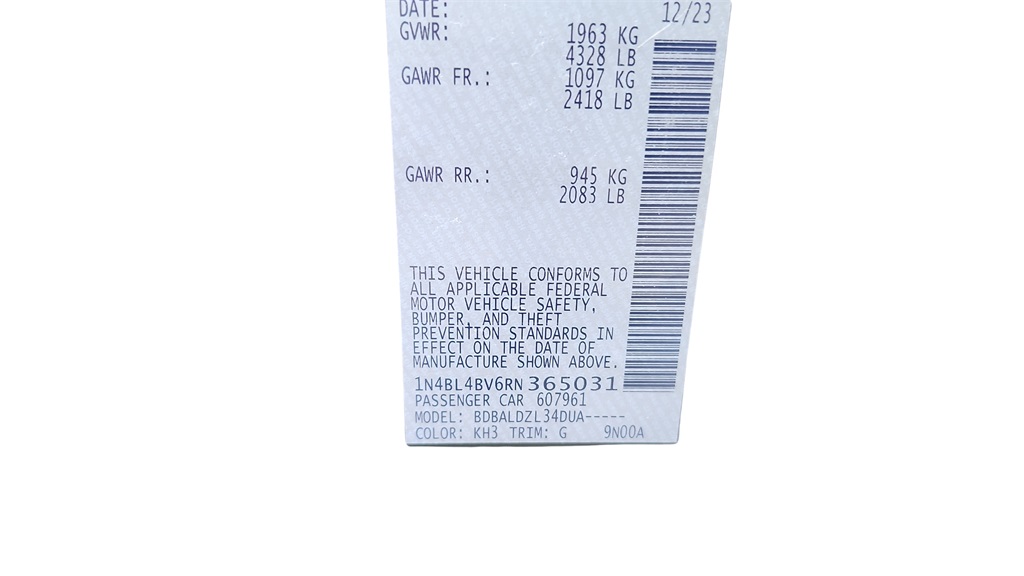 DATE: 12/23
GVWR: 1963 KG
4328 LB
GAWR FR.: 1097 KG
2418 LB
GAWR RR.: 945 KG
2083 LB
THIS VEHICLE CONFORMS TO
ALL APPLICABLE FEDERAL
MOTOR VEHICLE SAFETY,
BUMPER, AND THEFT
PREVENTION STANDARDS IN
EFFECT ON THE DATE OF
MANUFACTURE SHOWN ABOVE.
1N4BL4BV6RN365031
PASSENGER CAR 607961
MODEL: BDBALDZL34DUA-----
COLOR: KH3 TRIM: G 9N00A